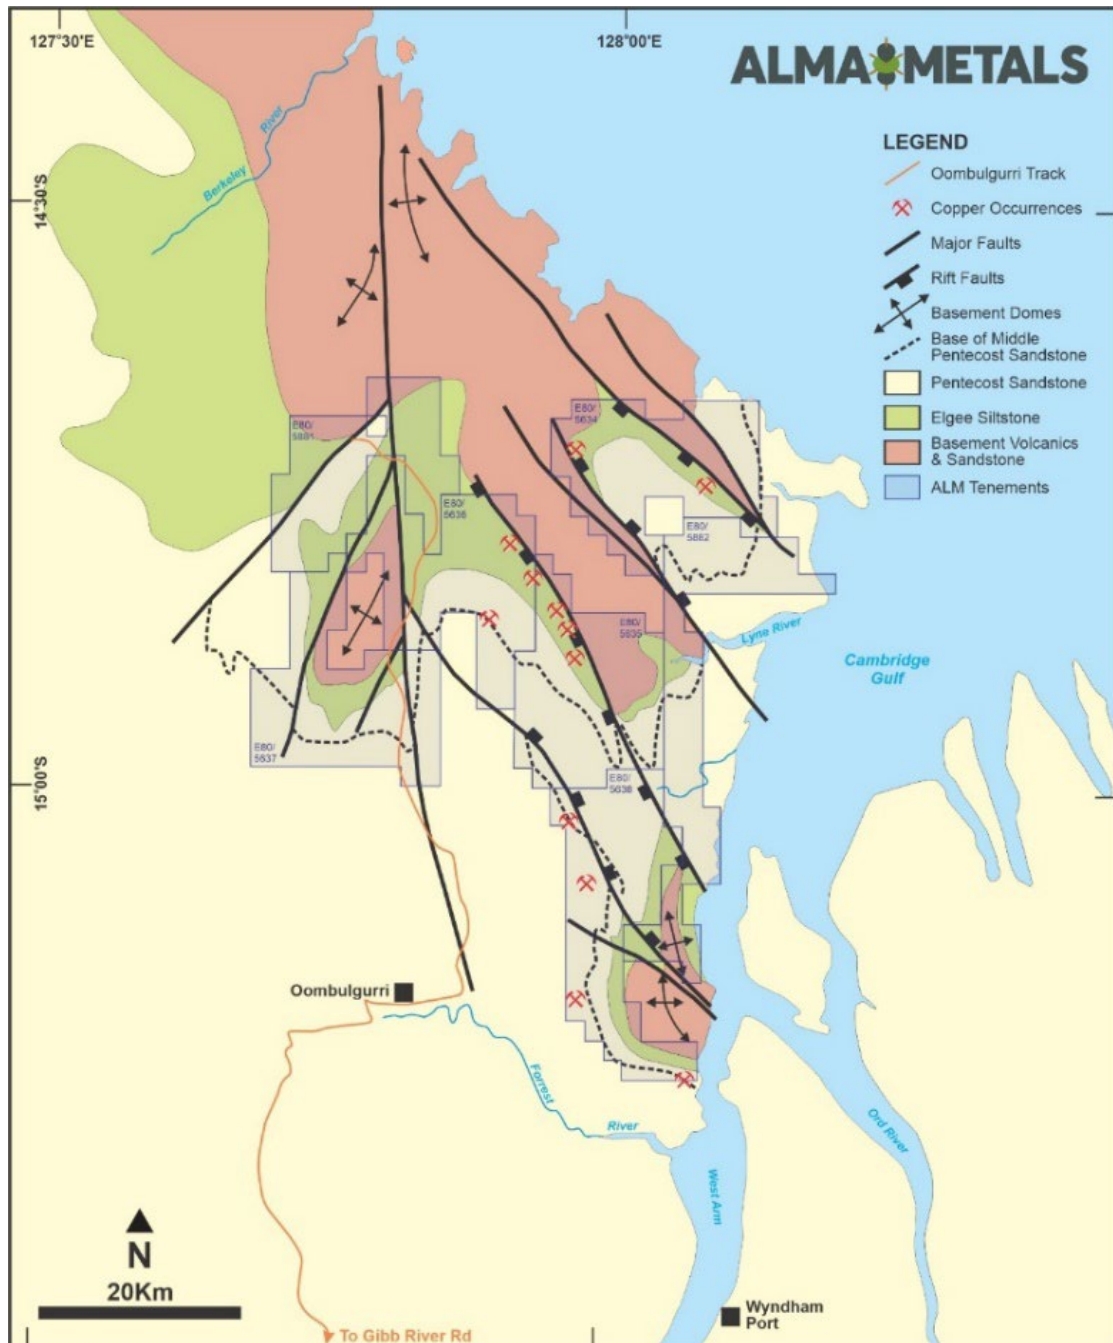 127°30'E
128°00'E
ALMA METALS
14°30'S
Berkeley
River
LEGEND
Oombulgurri Track
Copper Occurrences
Major Faults
Rift Faults
Basement Domes
Base of Middle
Pentecost Sandstone
Pentecost Sandstone
Elgee Siltstone
Basement Volcanics
& Sandstone
ALM Tenements
E80/
5634
E80/
5636
E80/
5882
E80/
5635
Lyne River
Cambridge
Gulf
E80/
5637
15°00'S
E80/
5638
Oombulgurri
Forrest
River
Ord River
West Arm
N
20Km
Wyndham
Port
To Gibb River Rd